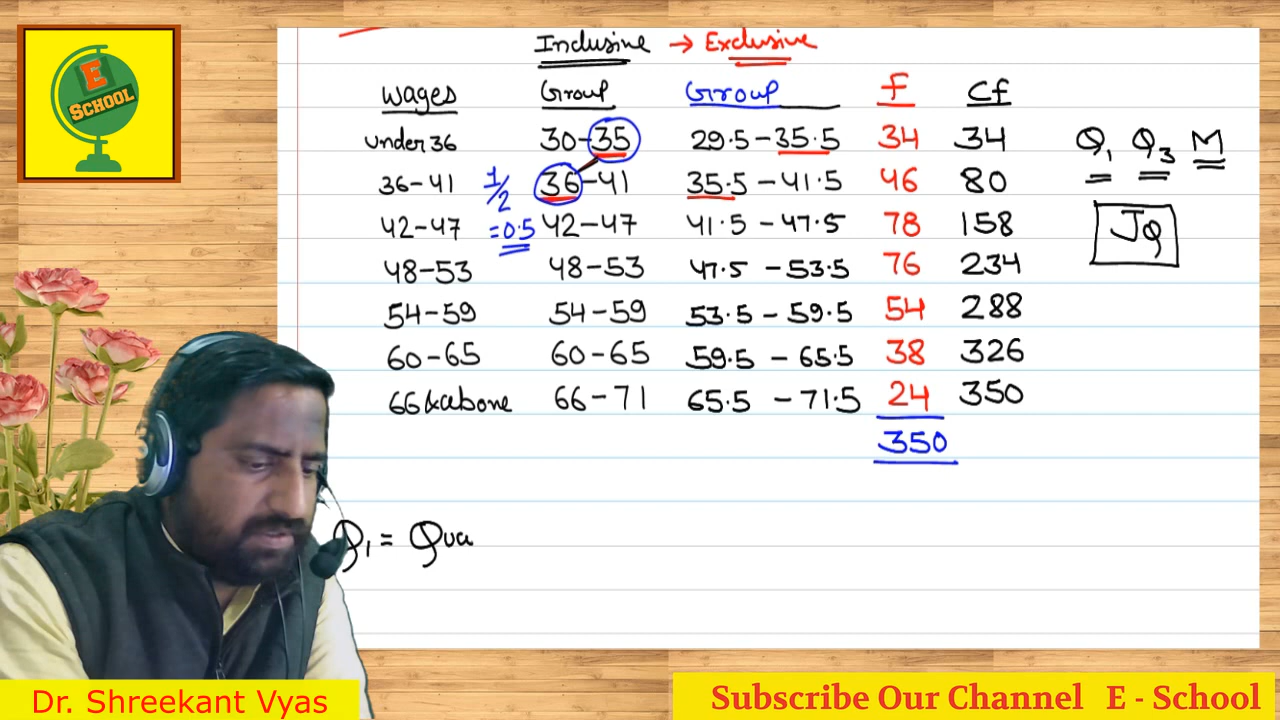 E
SCHOOL
Inclusive → Exclusive
Wages Group Group F Cf
under 36 30-35 29.5-35.5 34 34
36-41 1/2 36-41 35.5-41.5 46 80
42-47 =0.5 42-47 41.5-47.5 78 158
48-53 48-53 47.5-53.5 76 234
54-59 54-59 53.5-59.5 54 288
60-65 60-65 59.5-65.5 38 326
66 & above 66-71 65.5-71.5 24 350
350
Q1 Q3 M
JQ
Q1 = Qua
Dr. Shreekant Vyas
Subscribe Our Channel E - School